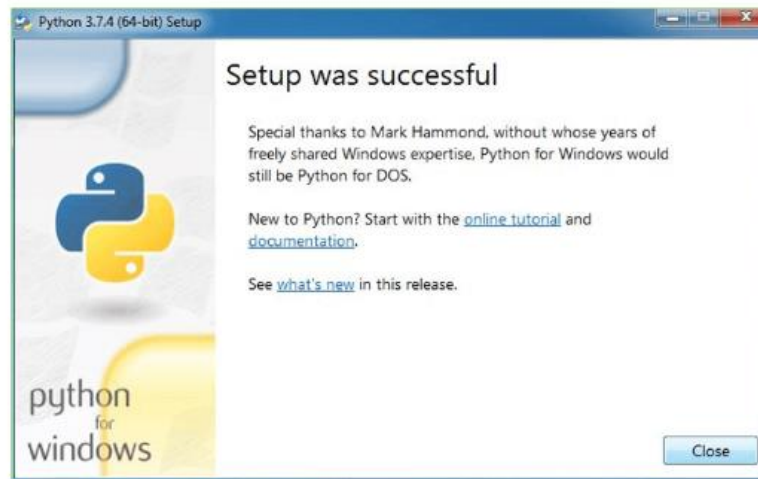 Python 3.7.4 (64-bit) Setup
Setup was successful
Special thanks to Mark Hammond, without whose years of
freely shared Windows expertise, Python for Windows would
still be Python for DOS.
New to Python? Start with the online tutorial and
documentation.
See what's new in this release.
python
for
windows
Close